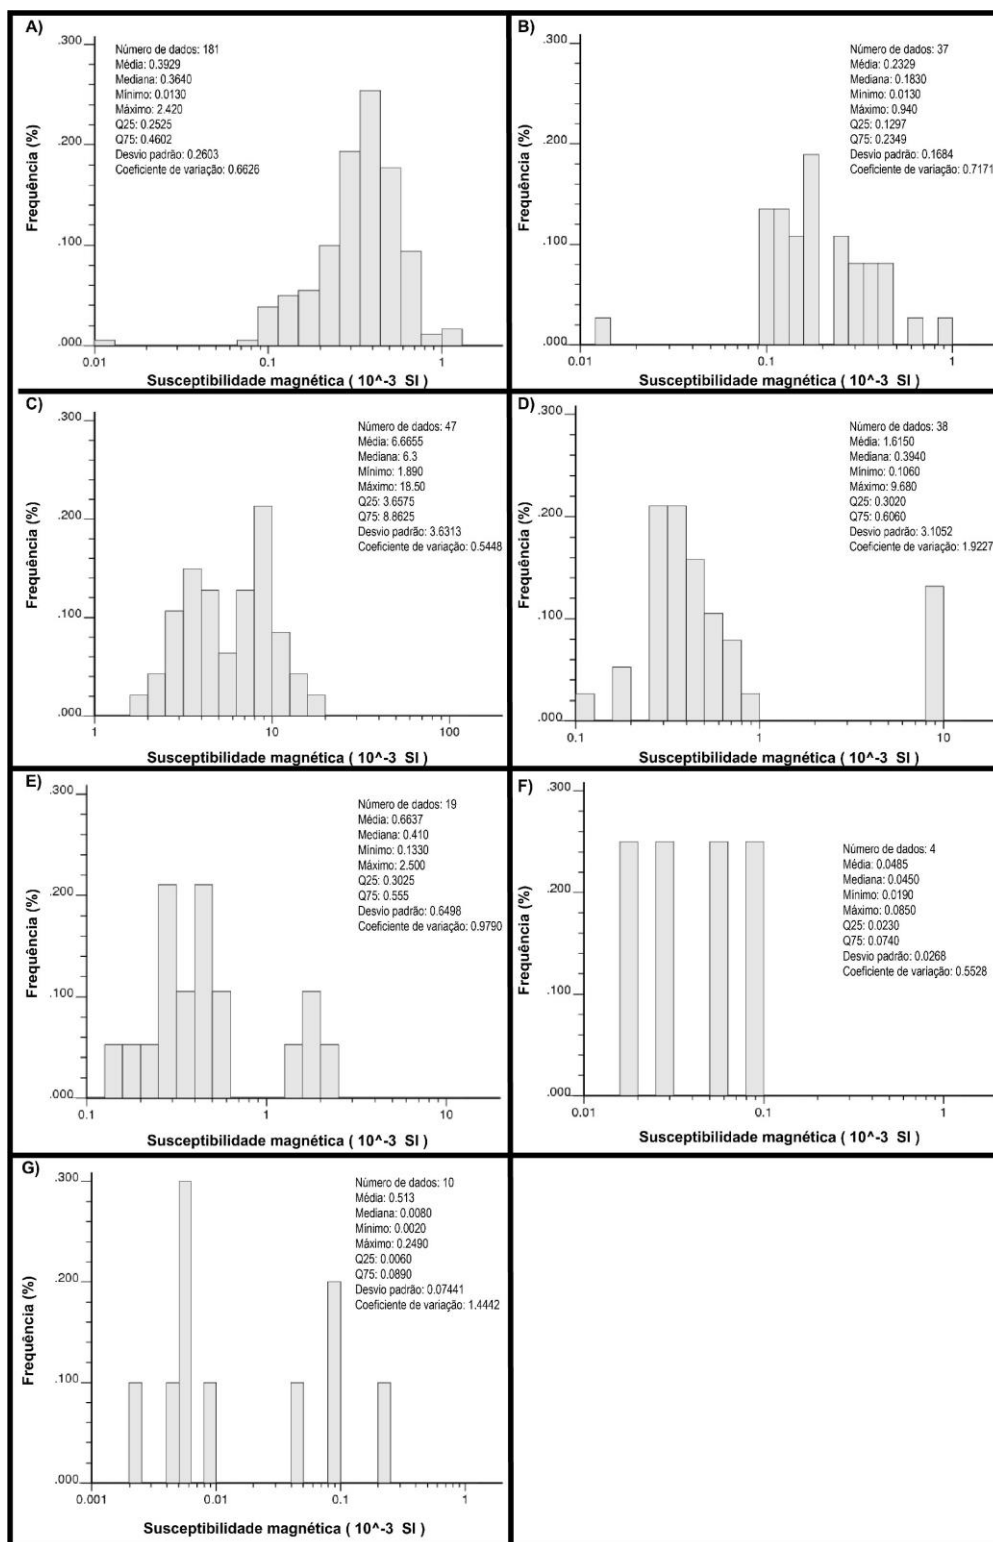 A)
.300
Número de dados: 181
Média: 0.3929
Mediana: 0.3640
Mínimo: 0.0130
Máximo: 2.420
Q25: 0.2525
Q75: 0.4602
Desvio padrão: 0.2603
Coeficiente de variação: 0.6626
.200
.100
.000
0.01
0.1
1
Frequência (%)
Susceptibilidade magnética ( 10^-3 SI )
B)
.300
Número de dados: 37
Média: 0.2329
Mediana: 0.1830
Mínimo: 0.0130
Máximo: 0.940
Q25: 0.1297
Q75: 0.2349
Desvio padrão: 0.1684
Coeficiente de variação: 0.7171
.200
.100
.000
0.01
0.1
1
Frequência (%)
Susceptibilidade magnética ( 10^-3 SI )
C)
.300
Número de dados: 47
Média: 6.6655
Mediana: 6.3
Mínimo: 1.890
Máximo: 18.50
Q25: 3.6575
Q75: 8.8625
Desvio padrão: 3.6313
Coeficiente de variação: 0.5448
.200
.100
.000
1
10
100
Frequência (%)
Susceptibilidade magnética ( 10^-3 SI )
D)
.300
Número de dados: 38
Média: 1.6150
Mediana: 0.3940
Mínimo: 0.1060
Máximo: 9.680
Q25: 0.3020
Q75: 0.6060
Desvio padrão: 3.1052
Coeficiente de variação: 1.9227
.200
.100
.000
0.1
1
10
Frequência (%)
Susceptibilidade magnética ( 10^-3 SI )
E)
.300
Número de dados: 19
Média: 0.6637
Mediana: 0.410
Mínimo: 0.1330
Máximo: 2.500
Q25: 0.3025
Q75: 0.555
Desvio padrão: 0.6498
Coeficiente de variação: 0.9790
.200
.100
.000
0.1
1
10
Frequência (%)
Susceptibilidade magnética ( 10^-3 SI )
F)
.300
Número de dados: 4
Média: 0.0485
Mediana: 0.0450
Mínimo: 0.0190
Máximo: 0.0850
Q25: 0.0230
Q75: 0.0740
Desvio padrão: 0.0268
Coeficiente de variação: 0.5528
.200
.100
.000
0.01
0.1
1
Frequência (%)
Susceptibilidade magnética ( 10^-3 SI )
G)
.300
Número de dados: 10
Média: 0.513
Mediana: 0.0080
Mínimo: 0.0020
Máximo: 0.2490
Q25: 0.0060
Q75: 0.0890
Desvio padrão: 0.07441
Coeficiente de variação: 1.4442
.200
.100
.000
0.001
0.01
0.1
1
Frequência (%)
Susceptibilidade magnética ( 10^-3 SI )